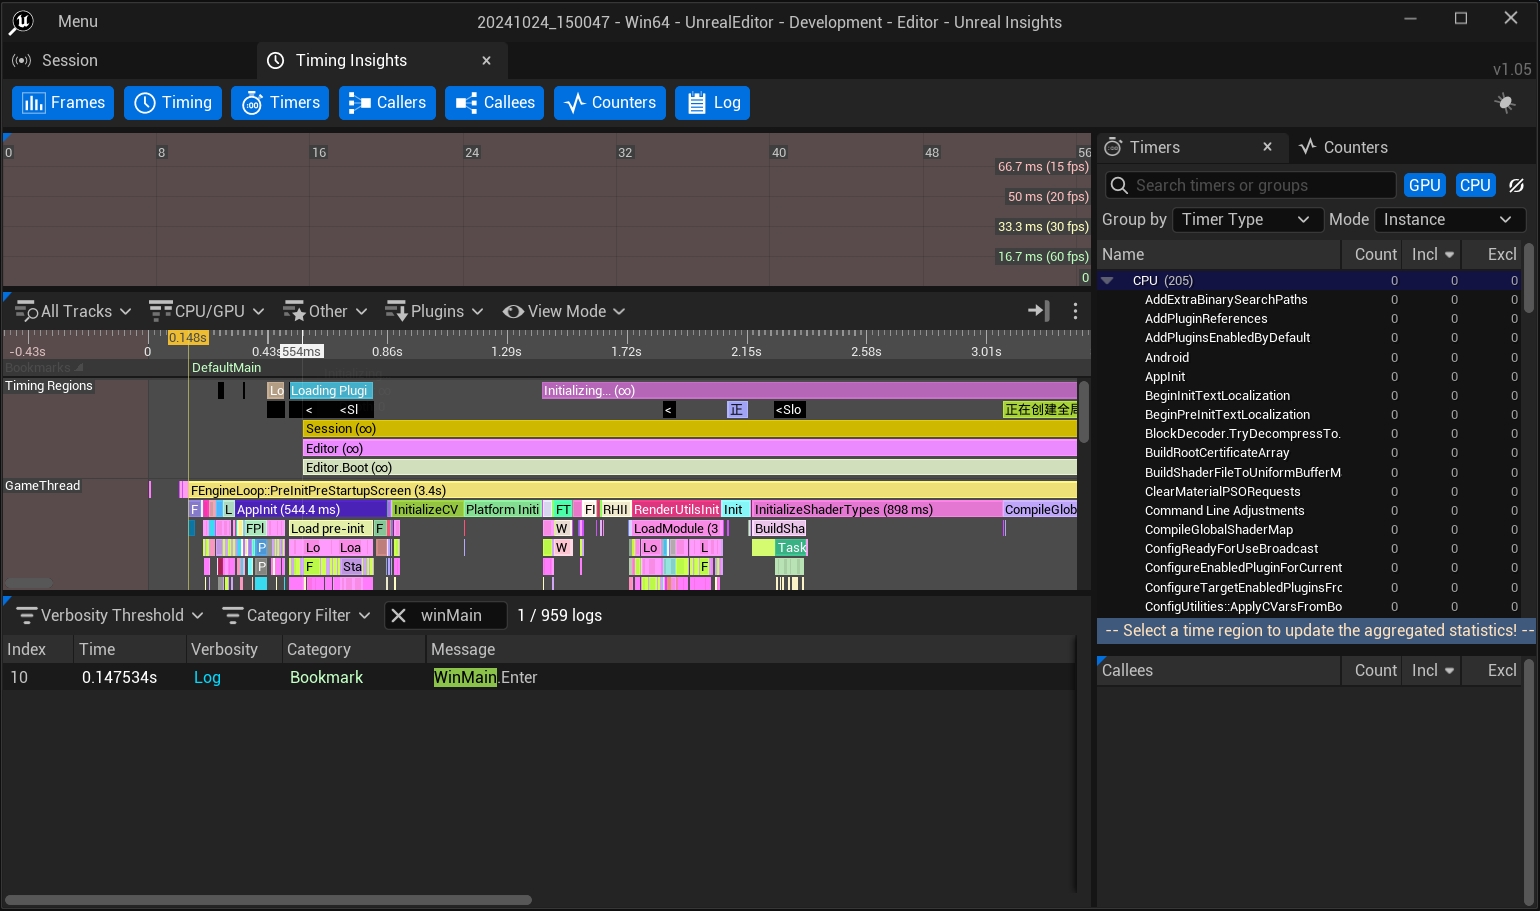 Menu
20241024_150047 - Win64 - UnrealEditor - Development - Editor - Unreal Insights
Session
Timing Insights
v1.05
Frames
Timing
Timers
Callers
Callees
Counters
Log
0 8 16 24 32 40 48 56
66.7 ms (15 fps)
50 ms (20 fps)
33.3 ms (30 fps)
16.7 ms (60 fps)
0
All Tracks CPU/GPU Other Plugins View Mode
0.148s
-0.43s 0 0.43s 554ms 0.86s 1.29s 1.72s 2.15s 2.58s 3.01s
Bookmarks DefaultMain
Timing Regions
Lo Loading Plugi Initializing... (∞)
< <Sl < 正 <Slo 正在创建全局
Session (∞)
Editor (∞)
Editor.Boot (∞)
GameThread
FEngineLoop::PreInitPreStartupScreen (3.4s)
F L AppInit (544.4 ms) InitializeCV Platform Initi FT FI RHII RenderUtilsInit Init InitializeShaderTypes (898 ms) CompileGlob
FPl Load pre-init F W LoadModule (3 BuildSha
P Lo Loa W Lo L Task
P F Sta F
Verbosity Threshold Category Filter winMain 1 / 959 logs
Index Time Verbosity Category Message
10 0.147534s Log Bookmark WinMain.Enter
Timers
Counters
Search timers or groups GPU CPU
Group by Timer Type Mode Instance
Name Count Incl Excl
CPU (205) 0 0 0
AddExtraBinarySearchPaths 0 0 0
AddPluginReferences 0 0 0
AddPluginsEnabledByDefault 0 0 0
Android 0 0 0
AppInit 0 0 0
BeginInitTextLocalization 0 0 0
BeginPreInitTextLocalization 0 0 0
BlockDecoder.TryDecompressTo. 0 0 0
BuildRootCertificateArray 0 0 0
BuildShaderFileToUniformBufferM 0 0 0
ClearMaterialPSORequests 0 0 0
Command Line Adjustments 0 0 0
CompileGlobalShaderMap 0 0 0
ConfigReadyForUseBroadcast 0 0 0
ConfigureEnabledPluginForCurrent 0 0 0
ConfigureTargetEnabledPluginsFrc 0 0 0
ConfigUtilities::ApplyCVarsFromBo 0 0 0
-- Select a time region to update the aggregated statistics! --
Callees Count Incl Excl